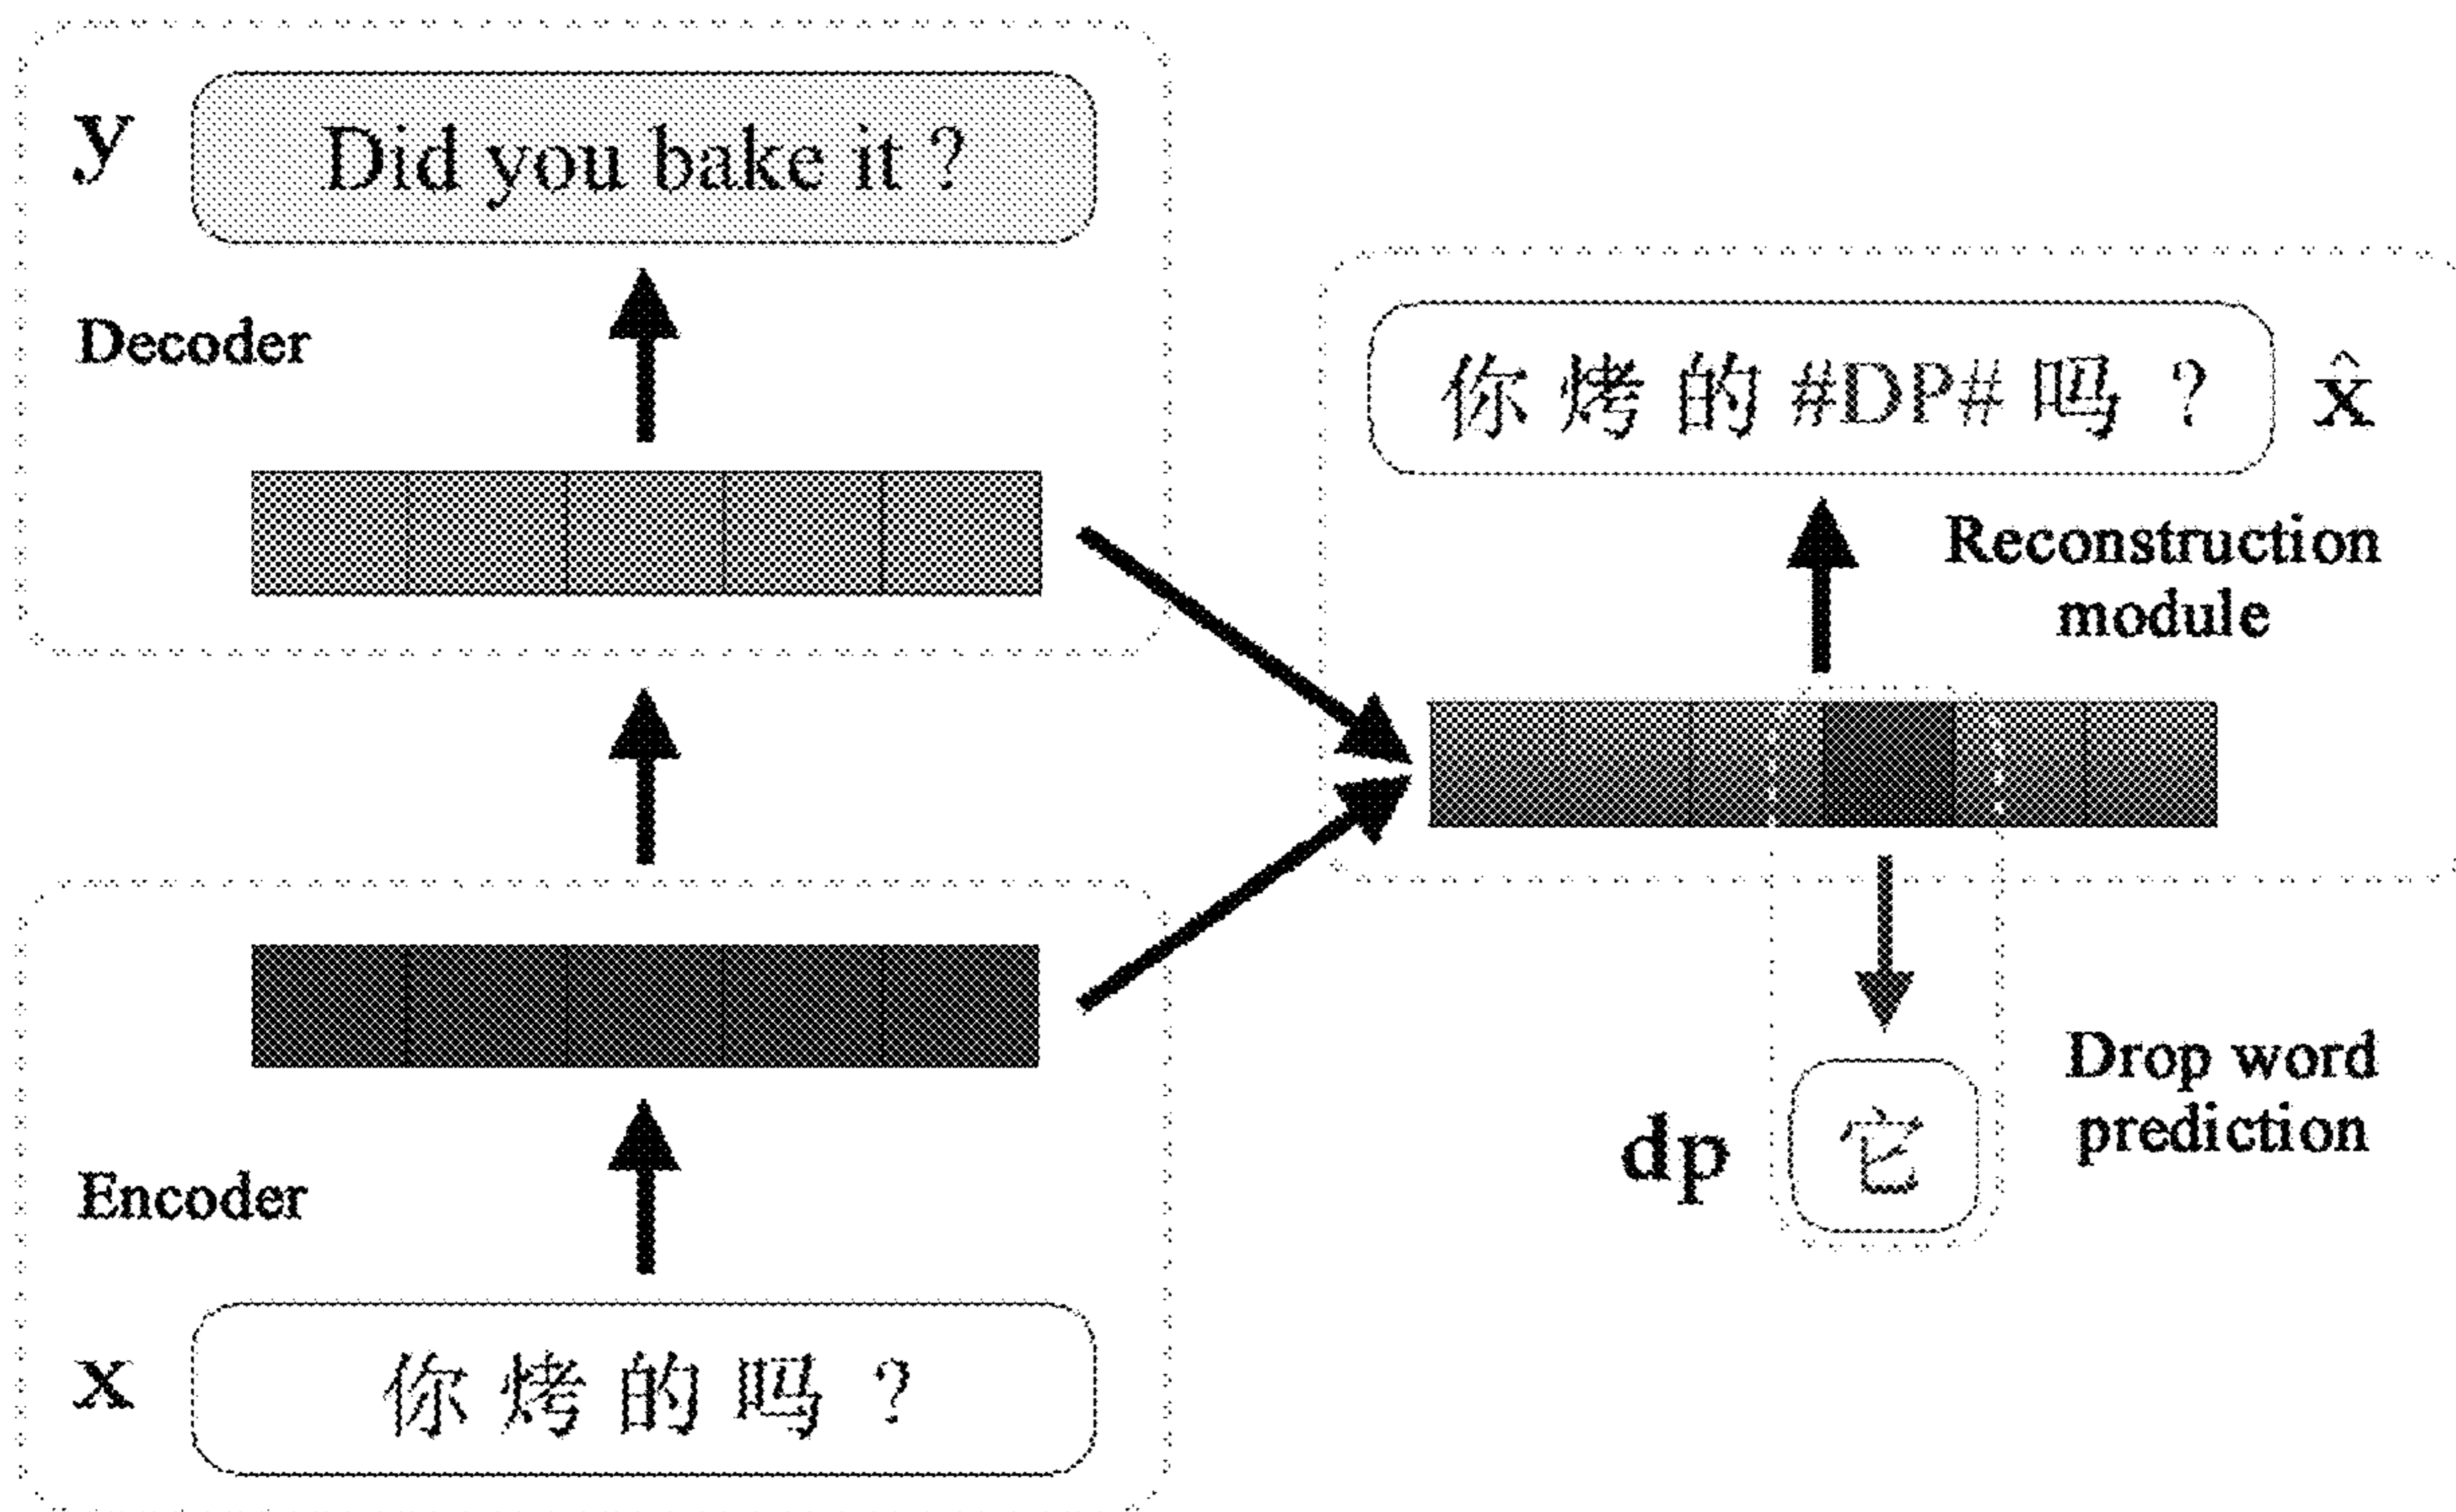 y
Did you bake it ?
Decoder
Encoder
x
你 烤 的 吗 ？
你 烤 的 #DP# 吗 ？
x̂
Reconstruction
module
dp
它
Drop word
prediction